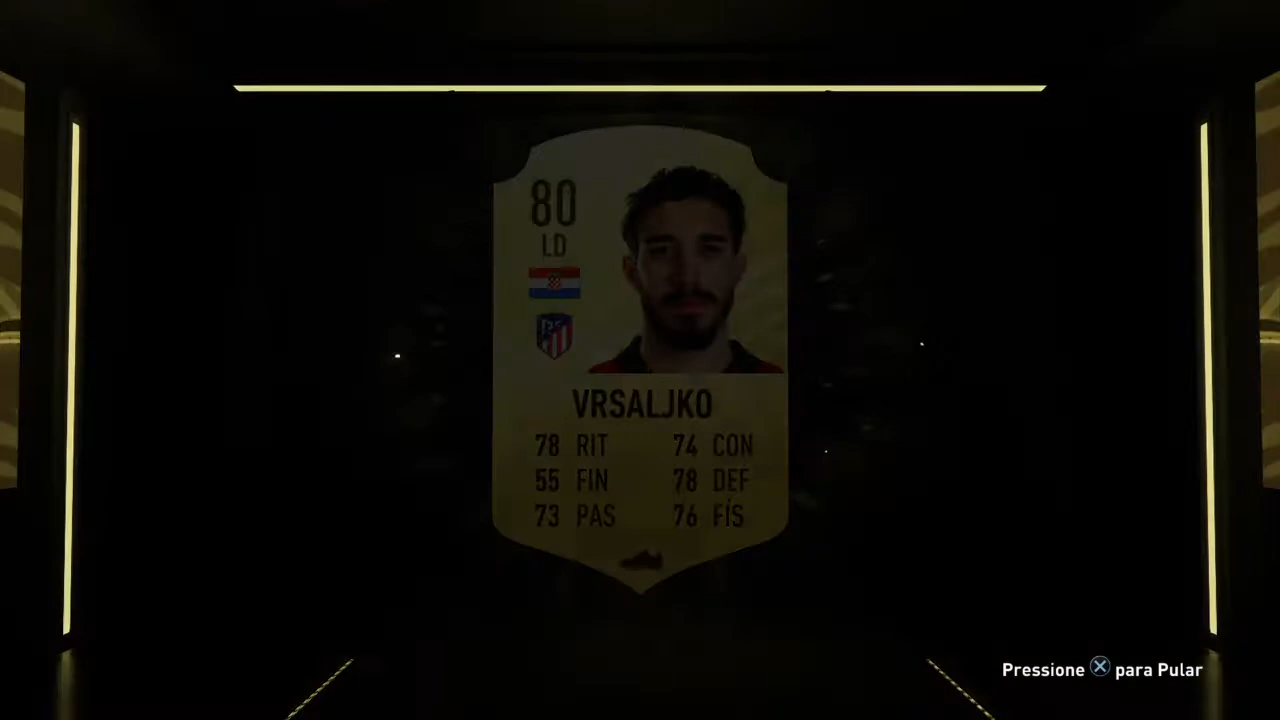 80
LD
VRSALJKO
78 RIT 74 CON
55 FIN 78 DEF
73 PAS 76 FÍS
Pressione para Pular